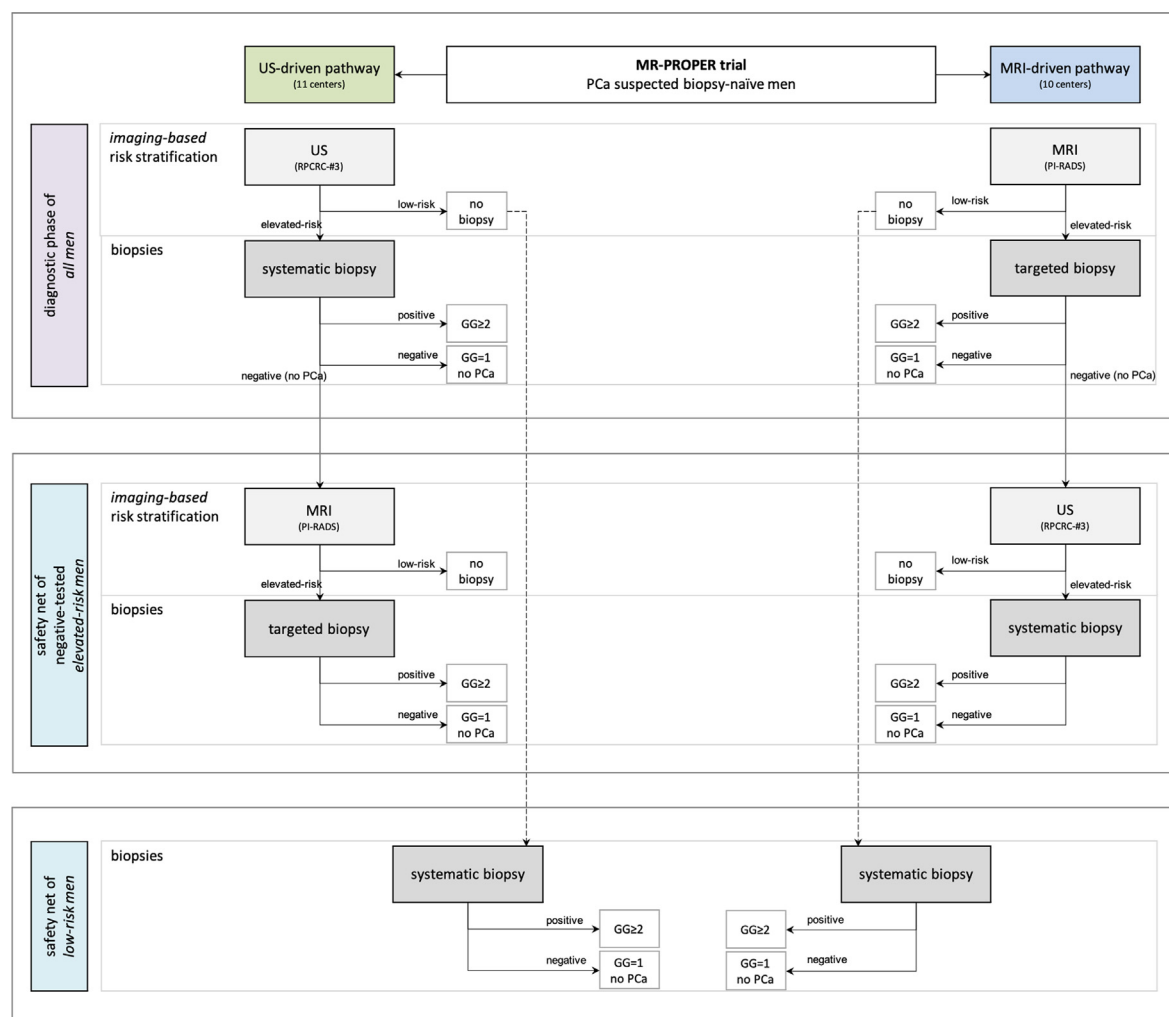 US-driven pathway
(11 centers)
MR-PROPER trial
PCa suspected biopsy-naïve men
MRI-driven pathway
(10 centers)
diagnostic phase of
all men
imaging-based
risk stratification
US
(RPCRC-#3)
low-risk
no
biopsy
elevated-risk
MRI
(PI-RADS)
low-risk
no
biopsy
elevated-risk
biopsies
systematic biopsy
positive
GG≥2
negative
GG=1
no PCa
negative (no PCa)
targeted biopsy
positive
GG≥2
negative
GG=1
no PCa
negative (no PCa)
safety net of
negative-tested
elevated-risk men
imaging-based
risk stratification
MRI
(PI-RADS)
low-risk
no
biopsy
elevated-risk
US
(RPCRC-#3)
low-risk
no
biopsy
elevated-risk
biopsies
targeted biopsy
positive
GG≥2
negative
GG=1
no PCa
systematic biopsy
positive
GG≥2
negative
GG=1
no PCa
safety net of
low-risk men
biopsies
systematic biopsy
positive
GG≥2
negative
GG=1
no PCa
systematic biopsy
positive
GG≥2
negative
GG=1
no PCa